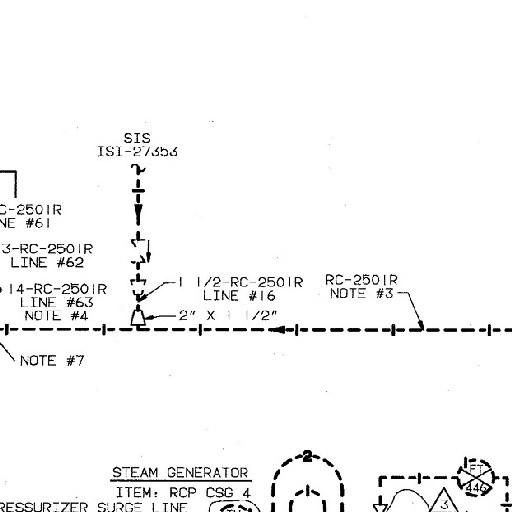 SIS
ISI-27353
C-2501R
NE #61
3-RC-2501R
LINE #62
14-RC-2501R
LINE #63
NOTE #4
1 1/2-RC-2501R
LINE #16
RC-2501R
NOTE #3
2" X 1 1/2"
NOTE #7
STEAM GENERATOR
ITEM: RCP CSG 4
RESSURIZER SURGE LINE
2
FT
446
3